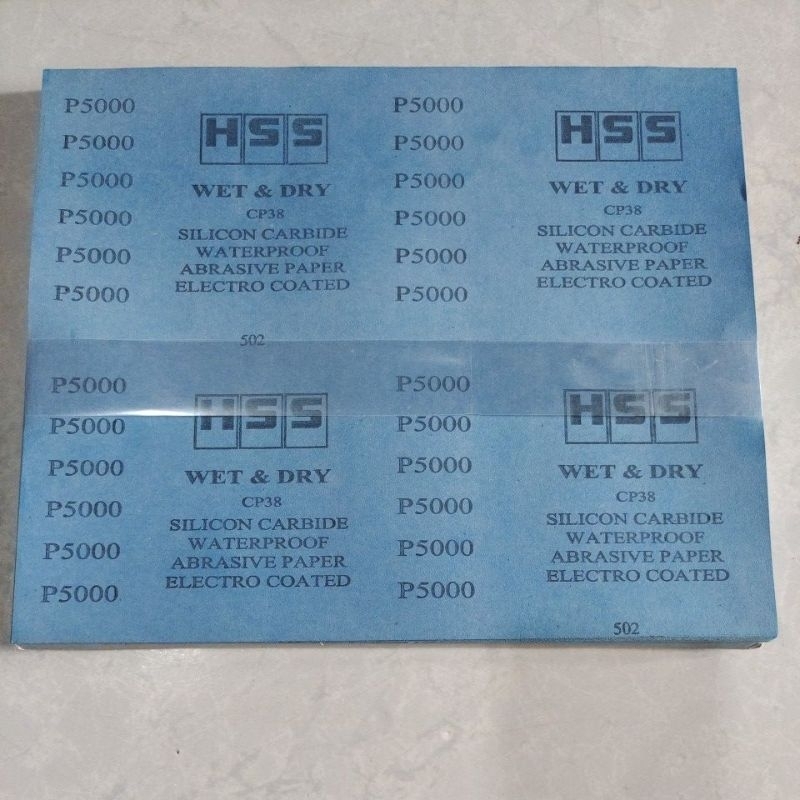 P5000
P5000
P5000
P5000
P5000
P5000
HSS
WET & DRY
CP38
SILICON CARBIDE
WATERPROOF
ABRASIVE PAPER
ELECTRO COATED
502
P5000
P5000
P5000
P5000
P5000
P5000
HSS
WET & DRY
CP38
SILICON CARBIDE
WATERPROOF
ABRASIVE PAPER
ELECTRO COATED
P5000
P5000
P5000
P5000
P5000
P5000
HSS
WET & DRY
CP38
SILICON CARBIDE
WATERPROOF
ABRASIVE PAPER
ELECTRO COATED
P5000
P5000
P5000
P5000
P5000
P5000
HSS
WET & DRY
CP38
SILICON CARBIDE
WATERPROOF
ABRASIVE PAPER
ELECTRO COATED
502